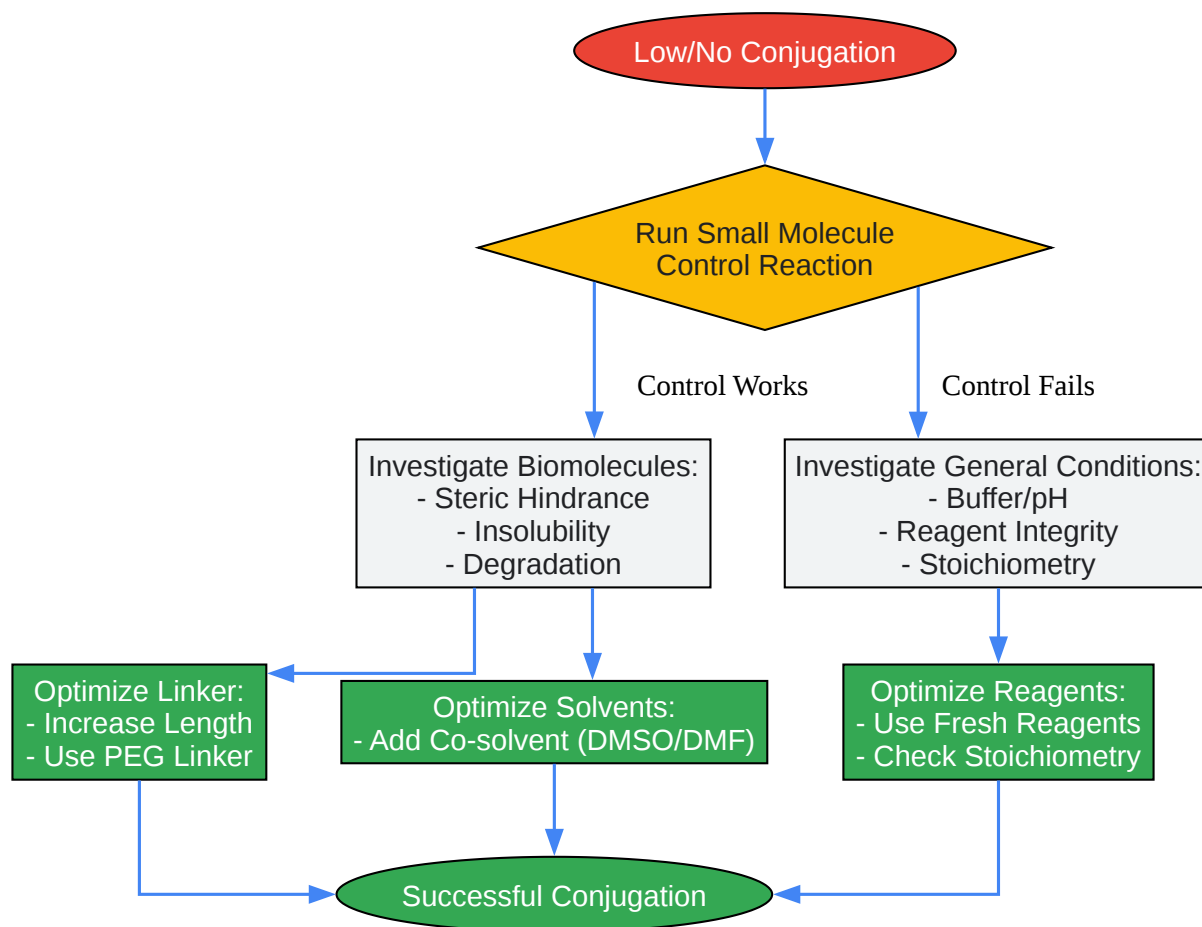 Low/No Conjugation
Run Small Molecule
Control Reaction
Control Works
Control Fails
Investigate Biomolecules:
- Steric Hindrance
- Insolubility
- Degradation
Investigate General Conditions:
- Buffer/pH
- Reagent Integrity
- Stoichiometry
Optimize Linker:
- Increase Length
- Use PEG Linker
Optimize Solvents:
- Add Co-solvent (DMSO/DMF)
Optimize Reagents:
- Use Fresh Reagents
- Check Stoichiometry
Successful Conjugation